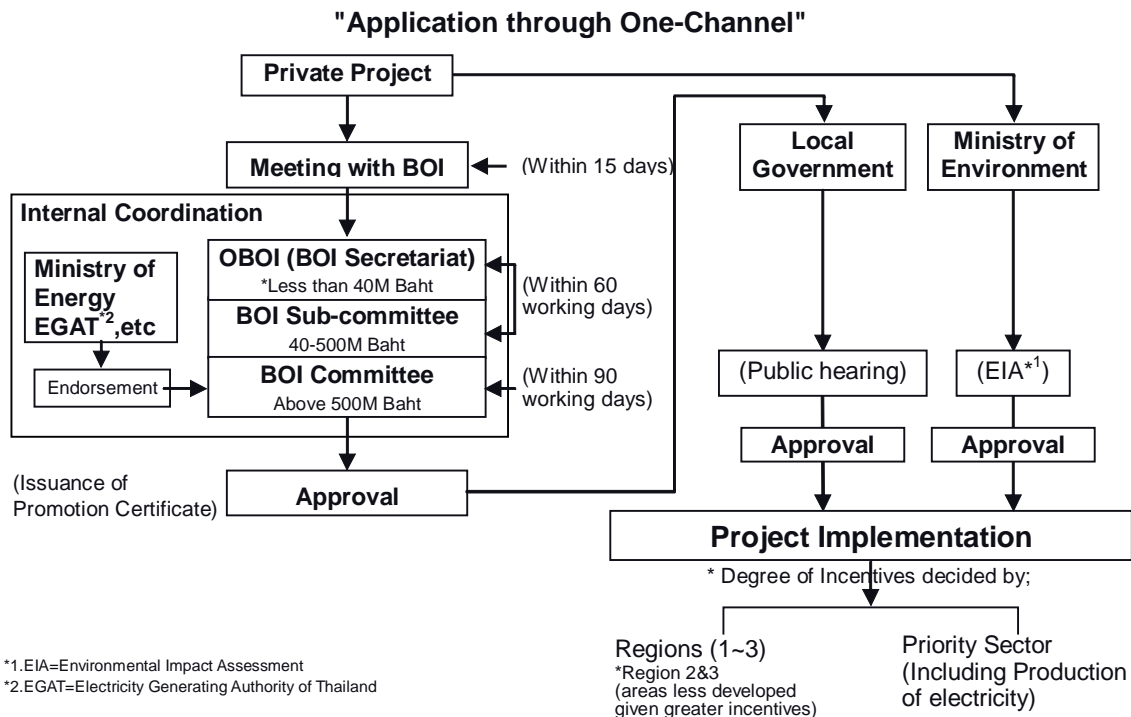 "Application through One-Channel"
Private Project
Meeting with BOI
(Within 15 days)
Local
Government
Ministry of
Environment
Internal Coordination
Ministry of
Energy
EGAT*2,etc
Endorsement
OBOI (BOI Secretariat)
*Less than 40M Baht
BOI Sub-committee
40-500M Baht
BOI Committee
Above 500M Baht
(Within 60
working days)
(Within 90
working days)
(Public hearing)
(EIA*1)
Approval
Approval
(Issuance of
Promotion Certificate)
Approval
Project Implementation
* Degree of Incentives decided by;
Regions (1~3)
*Region 2&3
(areas less developed
given greater incentives)
Priority Sector
(Including Production
of electricity)
*1.EIA=Environmental Impact Assessment
*2.EGAT=Electricity Generating Authority of Thailand